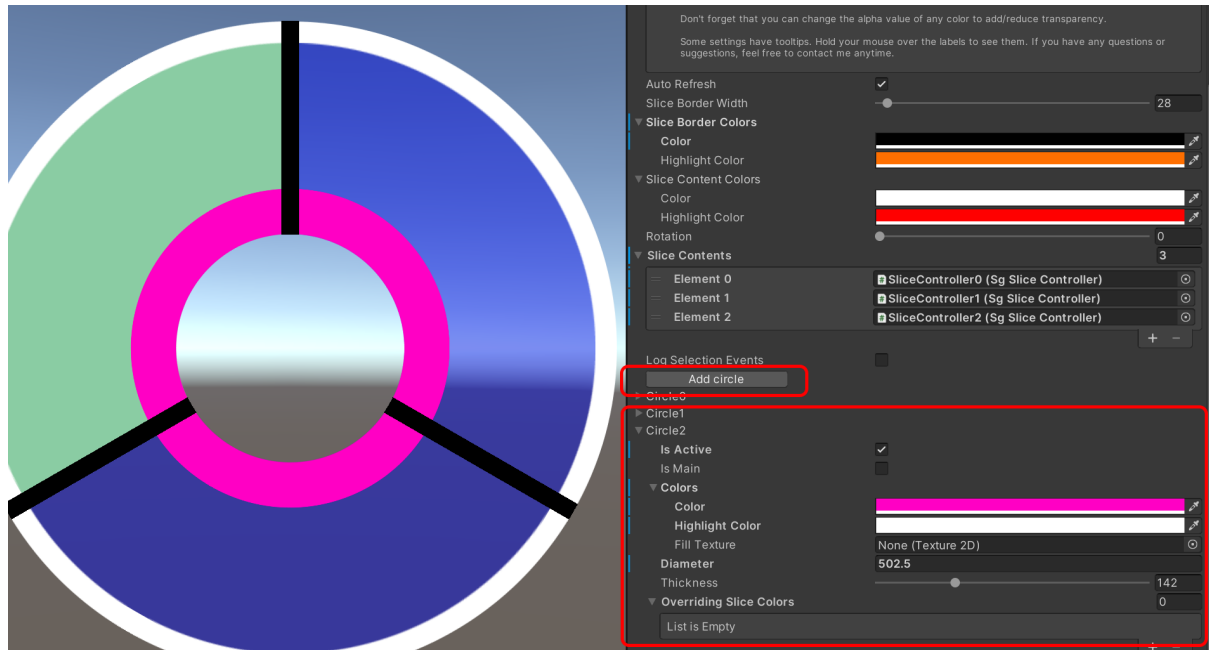 Don't forget that you can change the alpha value of any color to add/reduce transparency.
Some settings have tooltips. Hold your mouse over the labels to see them. If you have any questions or
suggestions, feel free to contact me anytime.
Auto Refresh
Slice Border Width 28
Slice Border Colors
Color
Highlight Color
Slice Content Colors
Color
Highlight Color
Rotation 0
Slice Contents 3
Element 0 SliceController0 (Sg Slice Controller)
Element 1 SliceController1 (Sg Slice Controller)
Element 2 SliceController2 (Sg Slice Controller)
+ -
Log Selection Events
Add circle
Circle0
Circle1
Circle2
Is Active
Is Main
Colors
Color
Highlight Color
Fill Texture None (Texture 2D)
Diameter 502.5
Thickness 142
Overriding Slice Colors 0
List is Empty
+ -